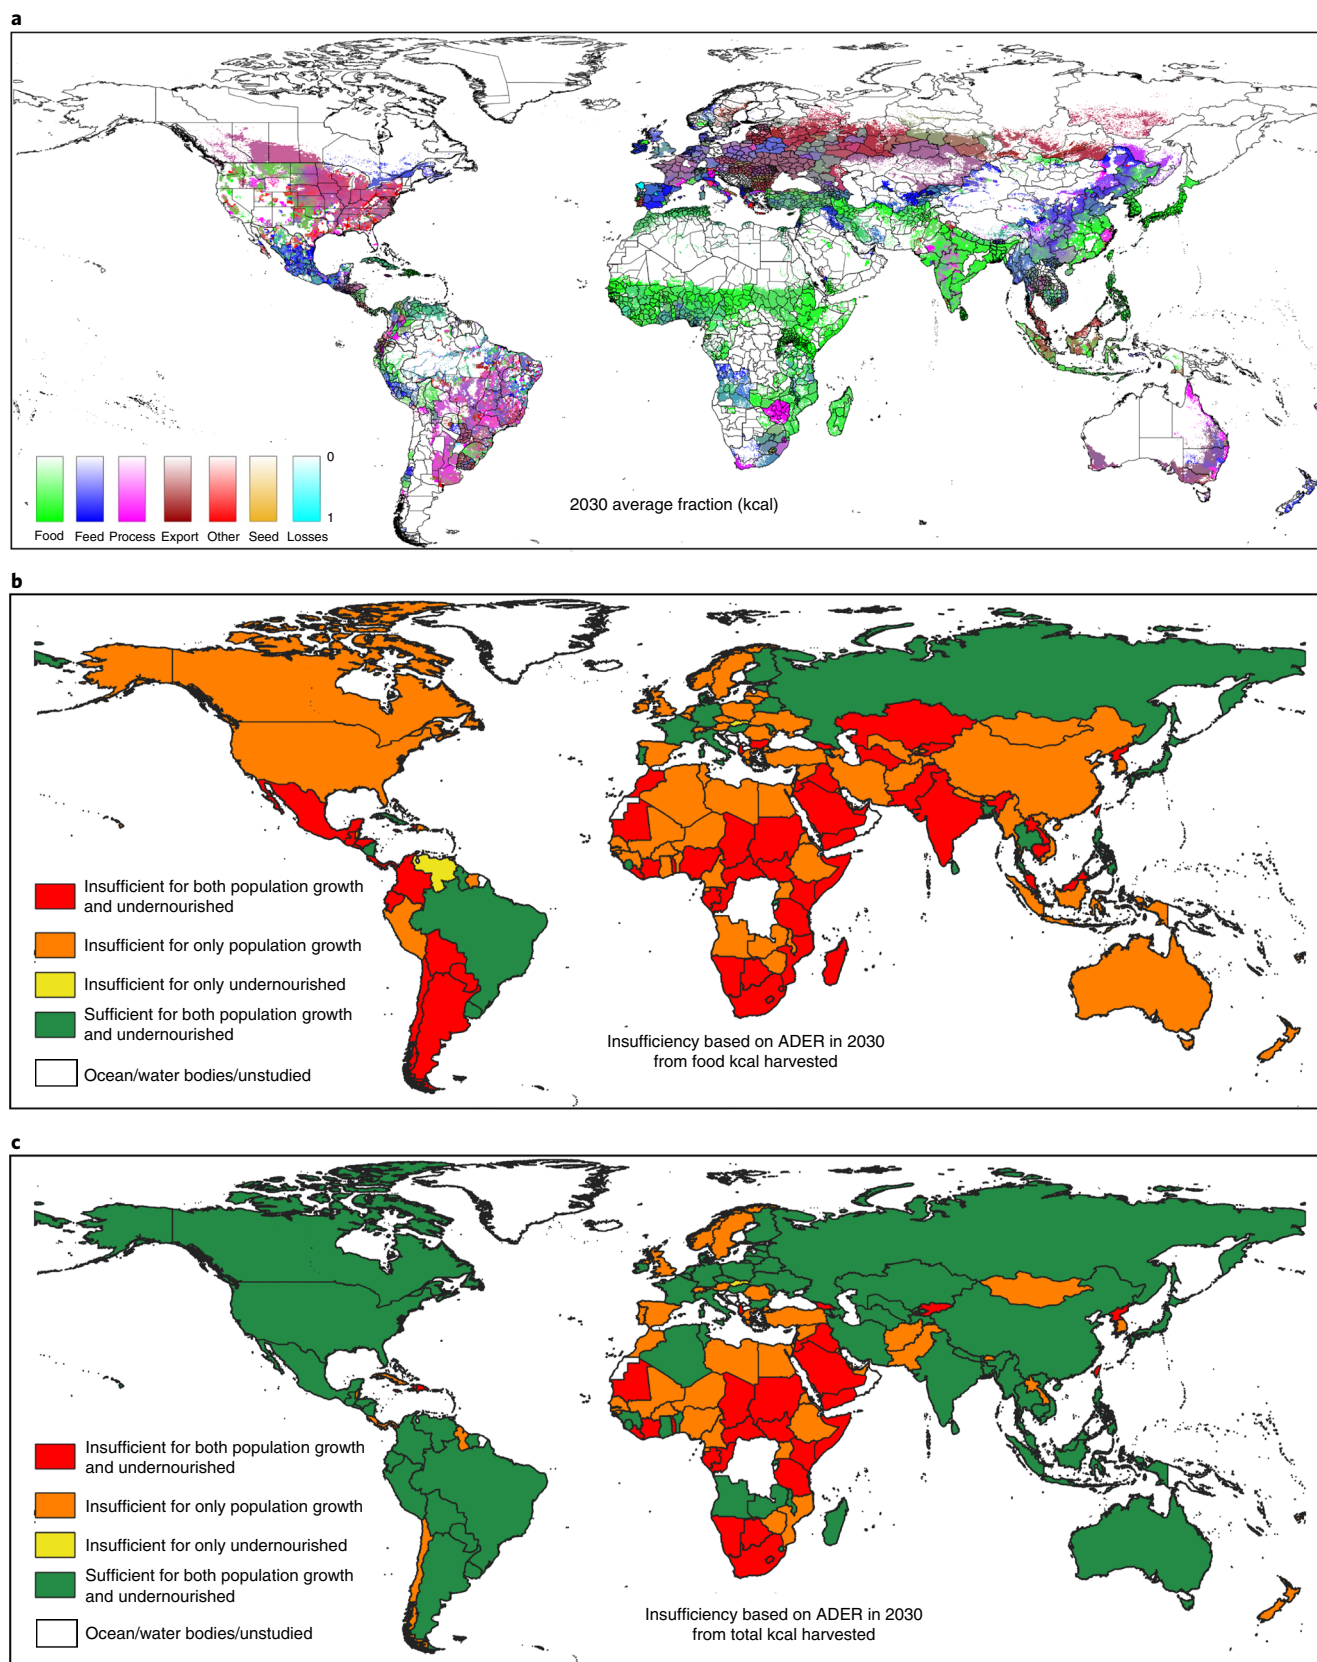 a
0
1
Food Feed Process Export Other Seed Losses
2030 average fraction (kcal)
b
Insufficient for both population growth
and undernourished
Insufficient for only population growth
Insufficient for only undernourished
Sufficient for both population growth
and undernourished
Ocean/water bodies/unstudied
Insufficiency based on ADER in 2030
from food kcal harvested
c
Insufficient for both population growth
and undernourished
Insufficient for only population growth
Insufficient for only undernourished
Sufficient for both population growth
and undernourished
Ocean/water bodies/unstudied
Insufficiency based on ADER in 2030
from total kcal harvested